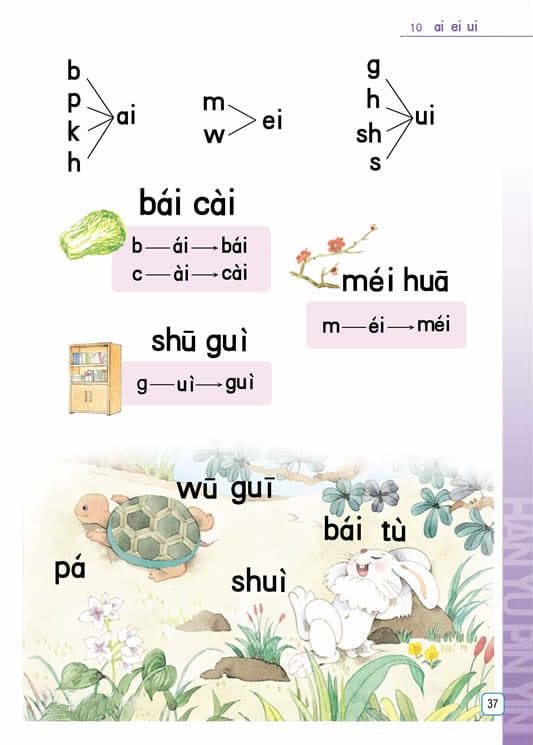 10 ai ei ui
b
p
k
h
ai
m
w
ei
g
h
sh
s
ui
bái cài
b — ái → bái
c — ài → cài
méi huā
m — éi → méi
shū guì
g — uì → guì
wū guī
bái tù
pá
shuì
37
HAN YU PIN YIN